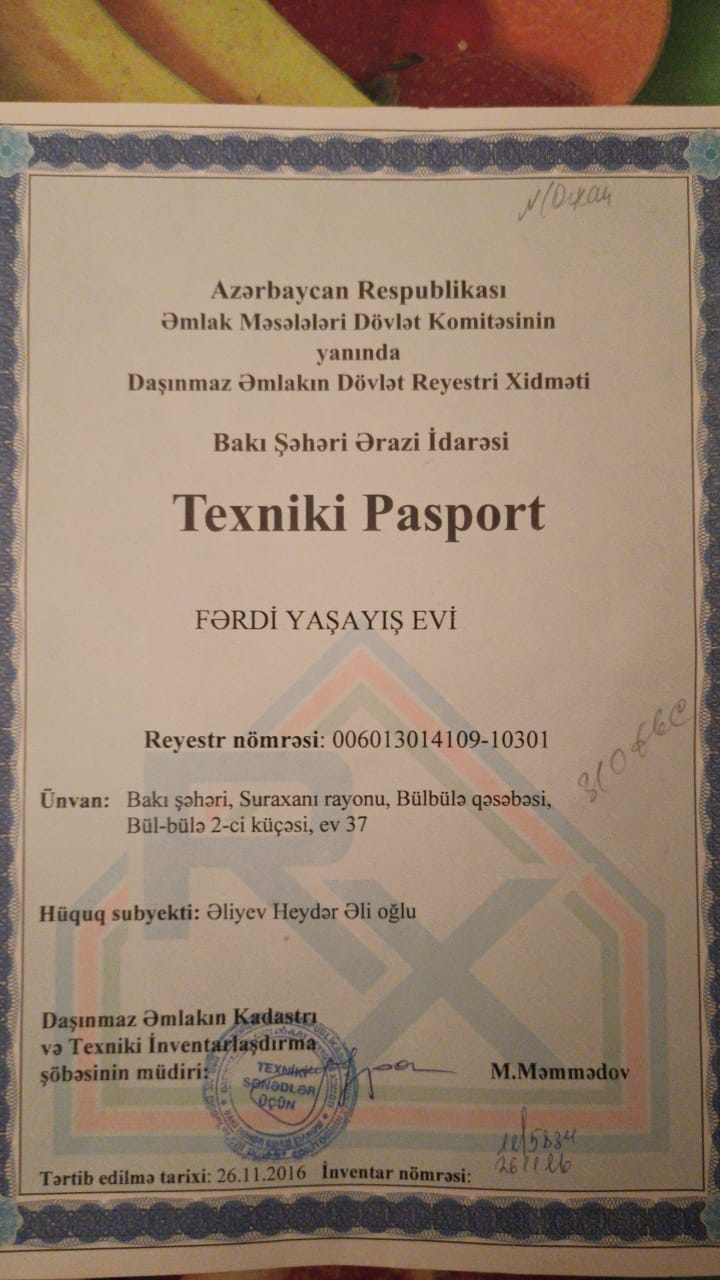 Azərbaycan Respublikası
Əmlak Məsələləri Dövlət Komitəsinin
yanında
Daşınmaz Əmlakın Dövlət Reyestri Xidməti
Bakı Şəhəri Ərazi İdarəsi
Texniki Pasport
FƏRDİ YAŞAYIŞ EVİ
Reyestr nömrəsi: 006013014109-10301
Ünvan: Bakı şəhəri, Suraxanı rayonu, Bülbülə qəsəbəsi,
Bül-bülə 2-ci küçəsi, ev 37
Hüquq subyekti: Əliyev Heydər Əli oğlu
Daşınmaz Əmlakın Kadastrı
və Texniki İnventarlaşdırma
şöbəsinin müdiri: M.Məmmədov
TEXNİKİ
SƏNƏDLƏR
ÜÇÜN
Tərtib edilmə tarixi: 26.11.2016 İnventar nömrəsi: